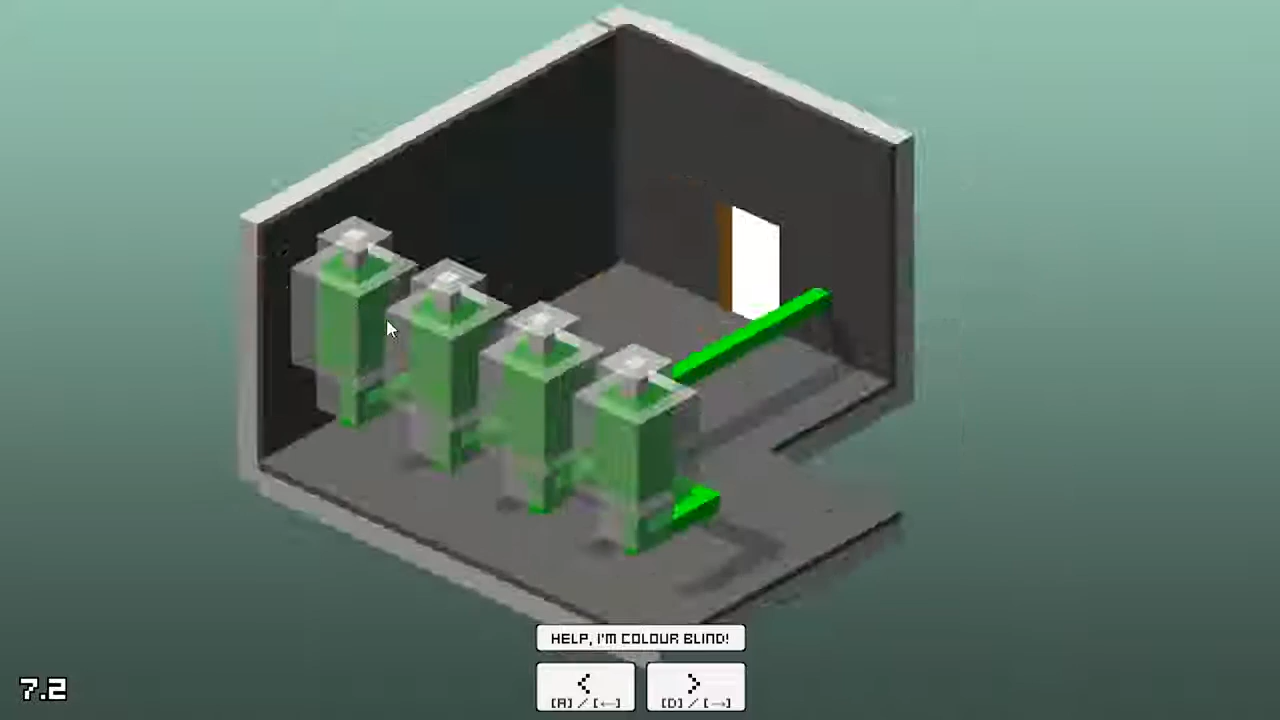 HELP, I'M COLOUR BLIND!
< >
[A] / [←] [D] / [→]
7.2